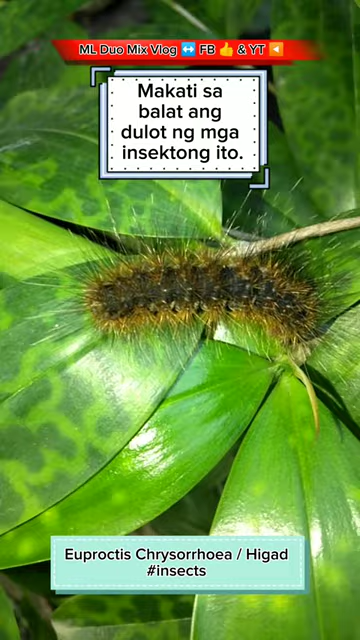 ML Duo Mix Vlog ↔️ FB 👍 & YT ◀️
Makati sa
balat ang
dulot ng mga
insektong ito.
Euproctis Chrysorrhoea / Higad
#insects